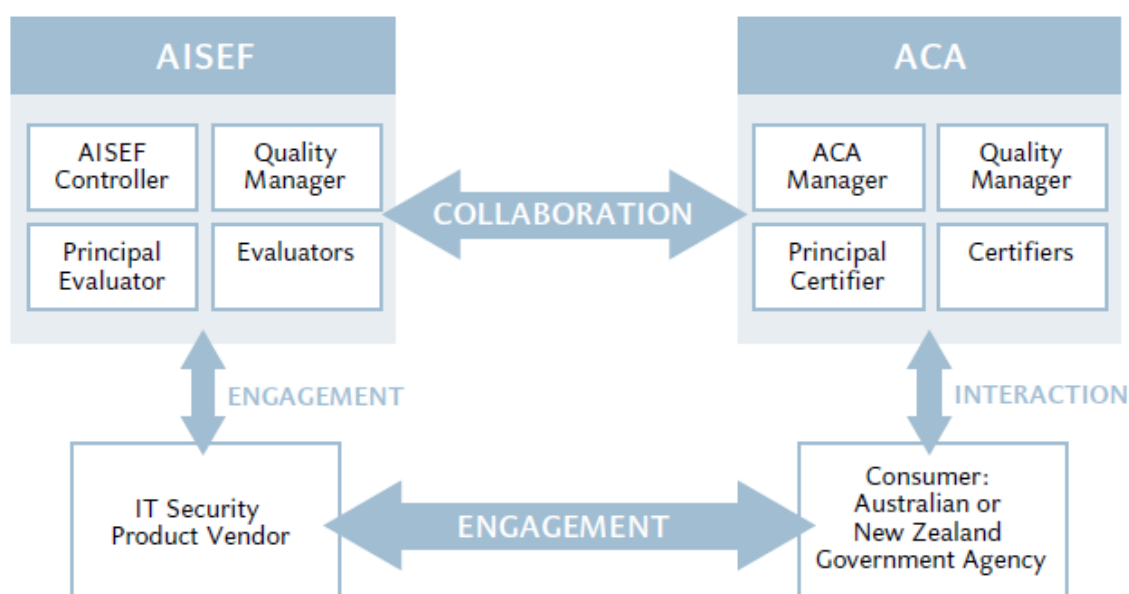 AISEF
ACA
AISEF
Controller
Quality
Manager
Principal
Evaluator
Evaluators
COLLABORATION
ACA
Manager
Quality
Manager
Principal
Certifier
Certifiers
ENGAGEMENT
INTERACTION
IT Security
Product Vendor
ENGAGEMENT
Consumer:
Australian or
New Zealand
Government Agency